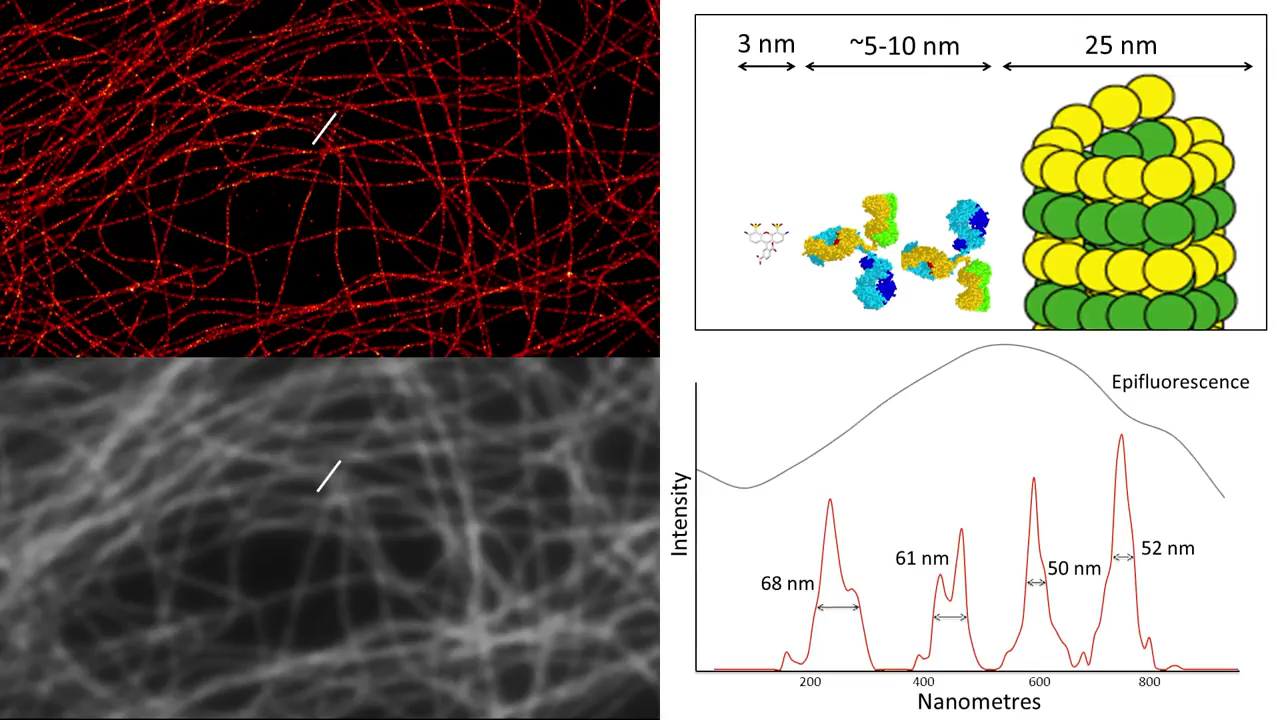 3 nm
~5-10 nm
25 nm
Epifluorescence
Intensity
68 nm
61 nm
50 nm
52 nm
200
400
600
800
Nanometres